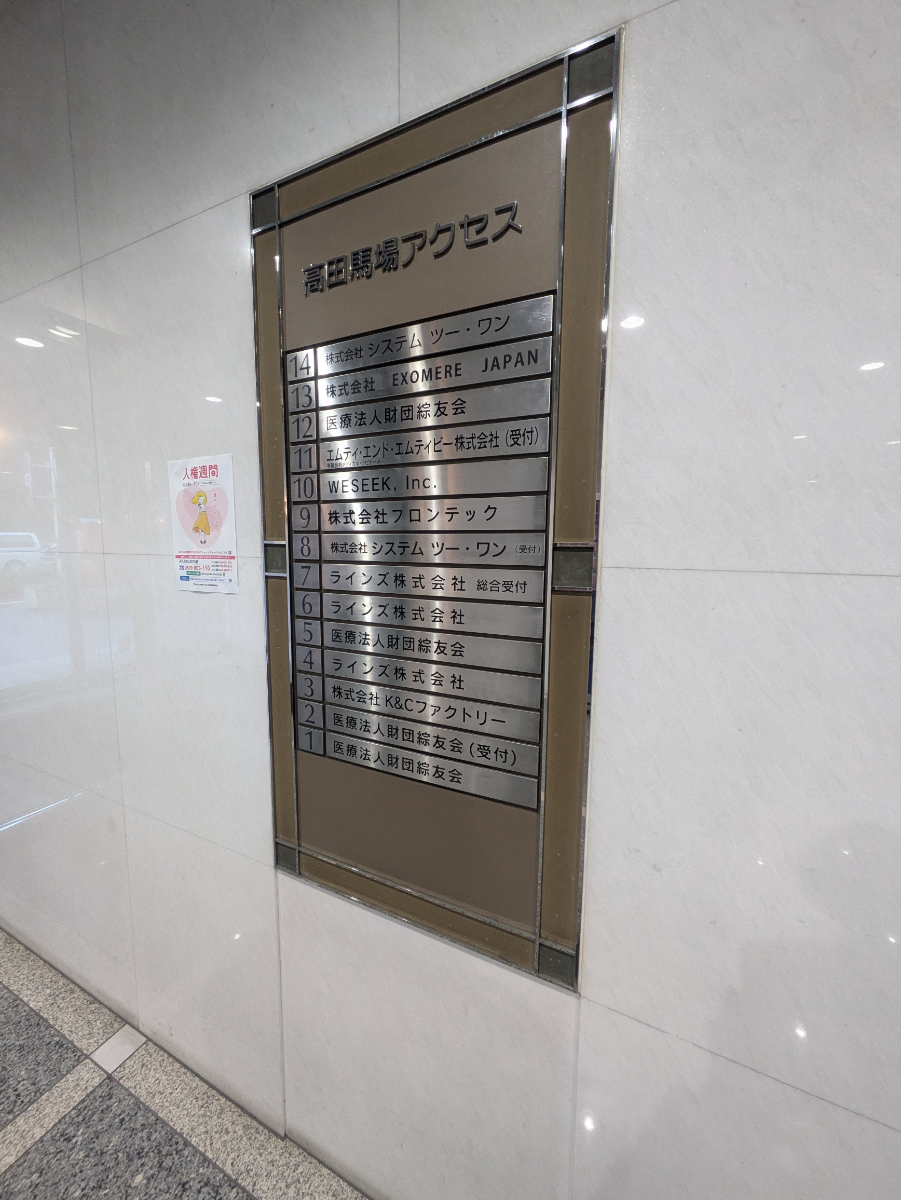 高田馬場アクセス
14 株式会社 システム ツー・ワン
13 株式会社 EXOMERE JAPAN
12 医療法人財団綜友会
11 エムティ・エンド・エムティビー株式会社(受付)
10 WESEEK, Inc.
9 株式会社フロンテック
8 株式会社 システム ツー・ワン (受付)
7 ラインズ株式会社 総合受付
6 ラインズ株式会社
5 医療法人財団綜友会
4 ラインズ株式会社
3 株式会社 K&Cファクトリー
2 医療法人財団綜友会(受付)
1 医療法人財団綜友会
人権週間